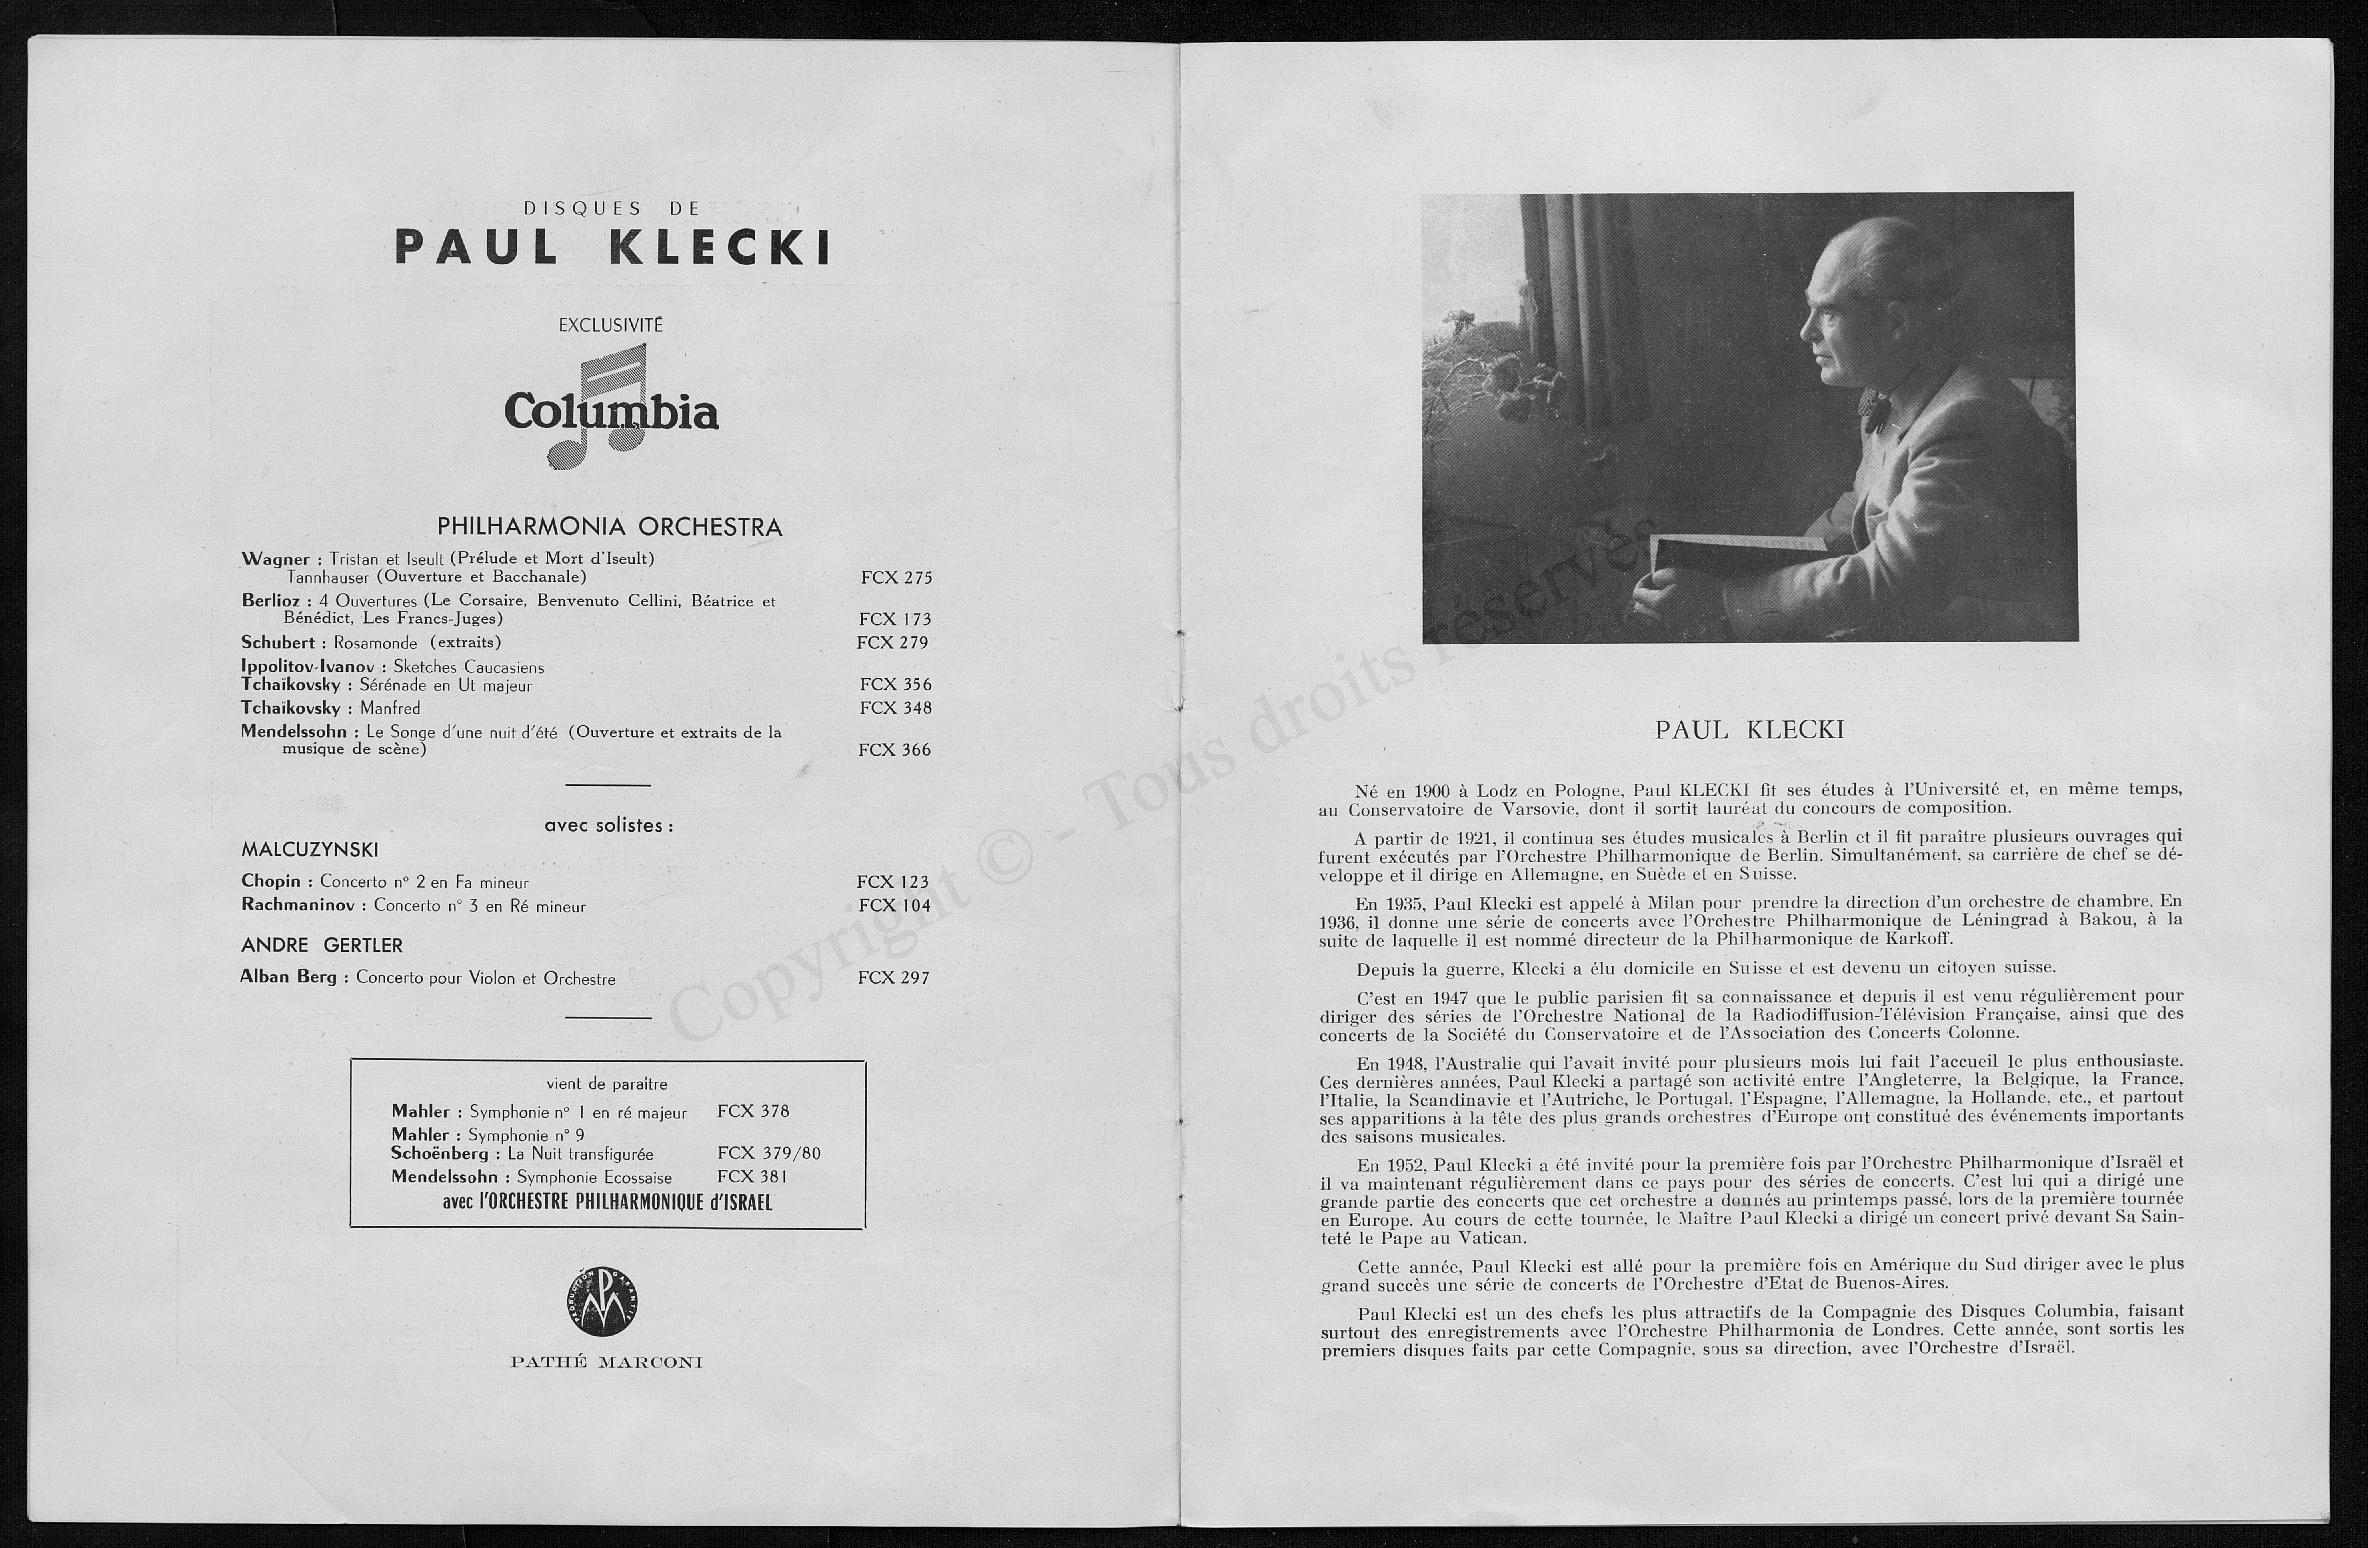 DISQUES DE
PAUL KLECKI
EXCLUSIVITÉ
Columbia
PHILHARMONIA ORCHESTRA
Wagner : Tristan et Iseult (Prélude et Mort d'Iseult)
Tannhauser (Ouverture et Bacchanale) FCX 275
Berlioz : 4 Ouvertures (Le Corsaire, Benvenuto Cellini, Béatrice et
Bénédict, Les Francs-Juges) FCX 173
Schubert : Rosamonde (extraits) FCX 279
Ippolitov-Ivanov : Sketches Caucasiens
Tchaïkovsky : Sérénade en Ut majeur FCX 356
Tchaïkovsky : Manfred FCX 348
Mendelssohn : Le Songe d'une nuit d'été (Ouverture et extraits de la
musique de scène) FCX 366
avec solistes :
MALCUZYNSKI
Chopin : Concerto n° 2 en Fa mineur FCX 123
Rachmaninov : Concerto n° 3 en Ré mineur FCX 104
ANDRE GERTLER
Alban Berg : Concerto pour Violon et Orchestre FCX 297
vient de paraître
Mahler : Symphonie n° 1 en ré majeur FCX 378
Mahler : Symphonie n° 9
Schoënberg : La Nuit transfigurée FCX 379/80
Mendelssohn : Symphonie Ecossaise FCX 381
avec l'ORCHESTRE PHILHARMONIQUE d'ISRAEL
PRODUCTION GARANTIE
PATHÉ MARCONI
PAUL KLECKI
Né en 1900 à Lodz en Pologne, Paul KLECKI fit ses études à l'Université et, en même temps,
au Conservatoire de Varsovie, dont il sortit lauréat du concours de composition.
A partir de 1921, il continua ses études musicales à Berlin et il fit paraître plusieurs ouvrages qui
furent exécutés par l'Orchestre Philharmonique de Berlin. Simultanément, sa carrière de chef se dé-
veloppe et il dirige en Allemagne, en Suède et en Suisse.
En 1935, Paul Klecki est appelé à Milan pour prendre la direction d'un orchestre de chambre. En
1936, il donne une série de concerts avec l'Orchestre Philharmonique de Léningrad à Bakou, à la
suite de laquelle il est nommé directeur de la Philharmonique de Karkoff.
Depuis la guerre, Klecki a élu domicile en Suisse et est devenu un citoyen suisse.
C'est en 1947 que le public parisien fit sa connaissance et depuis il est venu régulièrement pour
diriger des séries de l'Orchestre National de la Radiodiffusion-Télévision Française, ainsi que des
concerts de la Société du Conservatoire et de l'Association des Concerts Colonne.
En 1948, l'Australie qui l'avait invité pour plusieurs mois lui fait l'accueil le plus enthousiaste.
Ces dernières années, Paul Klecki a partagé son activité entre l'Angleterre, la Belgique, la France,
l'Italie, la Scandinavie et l'Autriche, le Portugal, l'Espagne, l'Allemagne, la Hollande, etc., et partout
ses apparitions à la tête des plus grands orchestres d'Europe ont constitué des événements importants
des saisons musicales.
En 1952, Paul Klecki a été invité pour la première fois par l'Orchestre Philharmonique d'Israël et
il va maintenant régulièrement dans ce pays pour des séries de concerts. C'est lui qui a dirigé une
grande partie des concerts que cet orchestre a donnés au printemps passé, lors de la première tournée
en Europe. Au cours de cette tournée, le Maître Paul Klecki a dirigé un concert privé devant Sa Sain-
teté le Pape au Vatican.
Cette année, Paul Klecki est allé pour la première fois en Amérique du Sud diriger avec le plus
grand succès une série de concerts de l'Orchestre d'Etat de Buenos-Aires.
Paul Klecki est un des chefs les plus attractifs de la Compagnie des Disques Columbia, faisant
surtout des enregistrements avec l'Orchestre Philharmonia de Londres. Cette année, sont sortis les
premiers disques faits par cette Compagnie, sous sa direction, avec l'Orchestre d'Israël.
Copyright © - Tous droits réservés